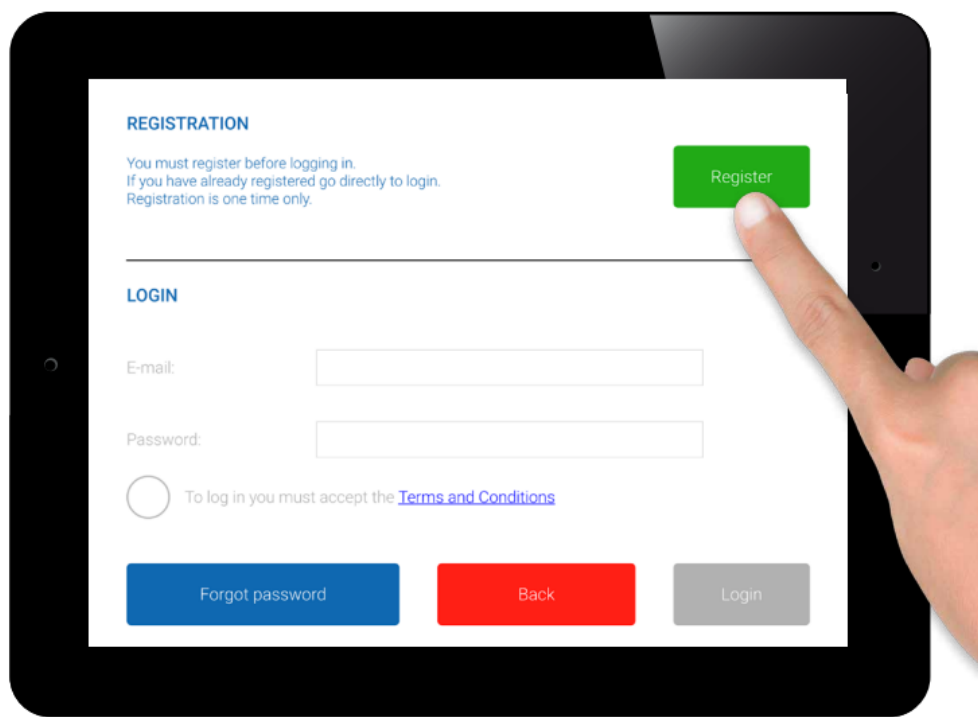 REGISTRATION
You must register before logging in.
If you have already registered go directly to login.
Registration is one time only.
Register
LOGIN
E-mail:
Password:
To log in you must accept the Terms and Conditions
Forgot password
Back
Login